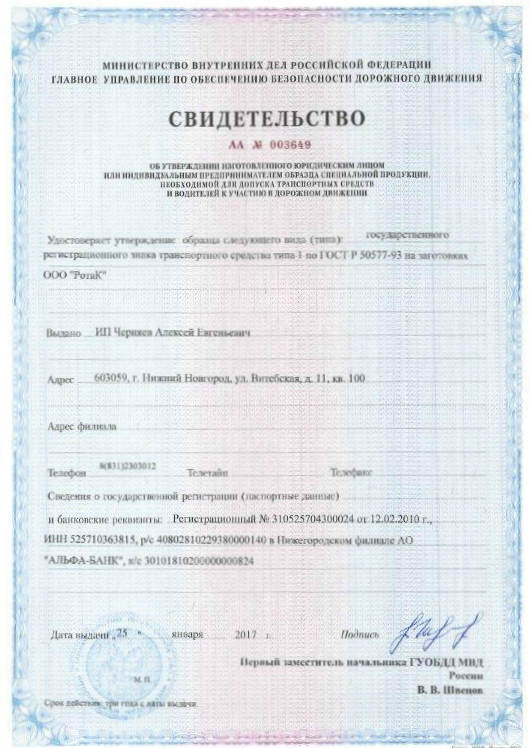 МИНИСТЕРСТВО ВНУТРЕННИХ ДЕЛ РОССИЙСКОЙ ФЕДЕРАЦИИ
ГЛАВНОЕ УПРАВЛЕНИЕ ПО ОБЕСПЕЧЕНИЮ БЕЗОПАСНОСТИ ДОРОЖНОГО ДВИЖЕНИЯ
СВИДЕТЕЛЬСТВО
АА № 003649
ОБ УТВЕРЖДЕНИИ ИЗГОТОВЛЕННОГО ЮРИДИЧЕСКИМ ЛИЦОМ
ИЛИ ИНДИВИДУАЛЬНЫМ ПРЕДПРИНИМАТЕЛЕМ ОБРАЗЦА СПЕЦИАЛЬНОЙ ПРОДУКЦИИ,
НЕОБХОДИМОЙ ДЛЯ ДОПУСКА ТРАНСПОРТНЫХ СРЕДСТВ
И ВОДИТЕЛЕЙ К УЧАСТИЮ В ДОРОЖНОМ ДВИЖЕНИИ
Удостоверяет утверждение образца следующего вида (типа): государственного
регистрационного знака транспортного средства типа 1 по ГОСТ Р 50577-93 на заготовках
ООО "РотаК"
Выдано ИП Черняев Алексей Евгеньевич
Адрес 603059, г. Нижний Новгород, ул. Витебская, д. 11, кв. 100
Адрес филиала
Телефон 8(831)2303012 Телетайп Телефакс
Сведения о государственной регистрации (паспортные данные)
и банковские реквизиты: Регистрационный № 310525704300024 от 12.02.2010 г.,
ИНН 525710363815, р/с 40802810229380000140 в Нижегородском филиале АО
"АЛЬФА-БАНК", к/с 30101810200000000824
Дата выдачи „25 " января 2017 г. Подпись
Первый заместитель начальника ГУОБДД МВД
России
В. В. Швецов
М. П.
Срок действия: три года с даты выдачи.